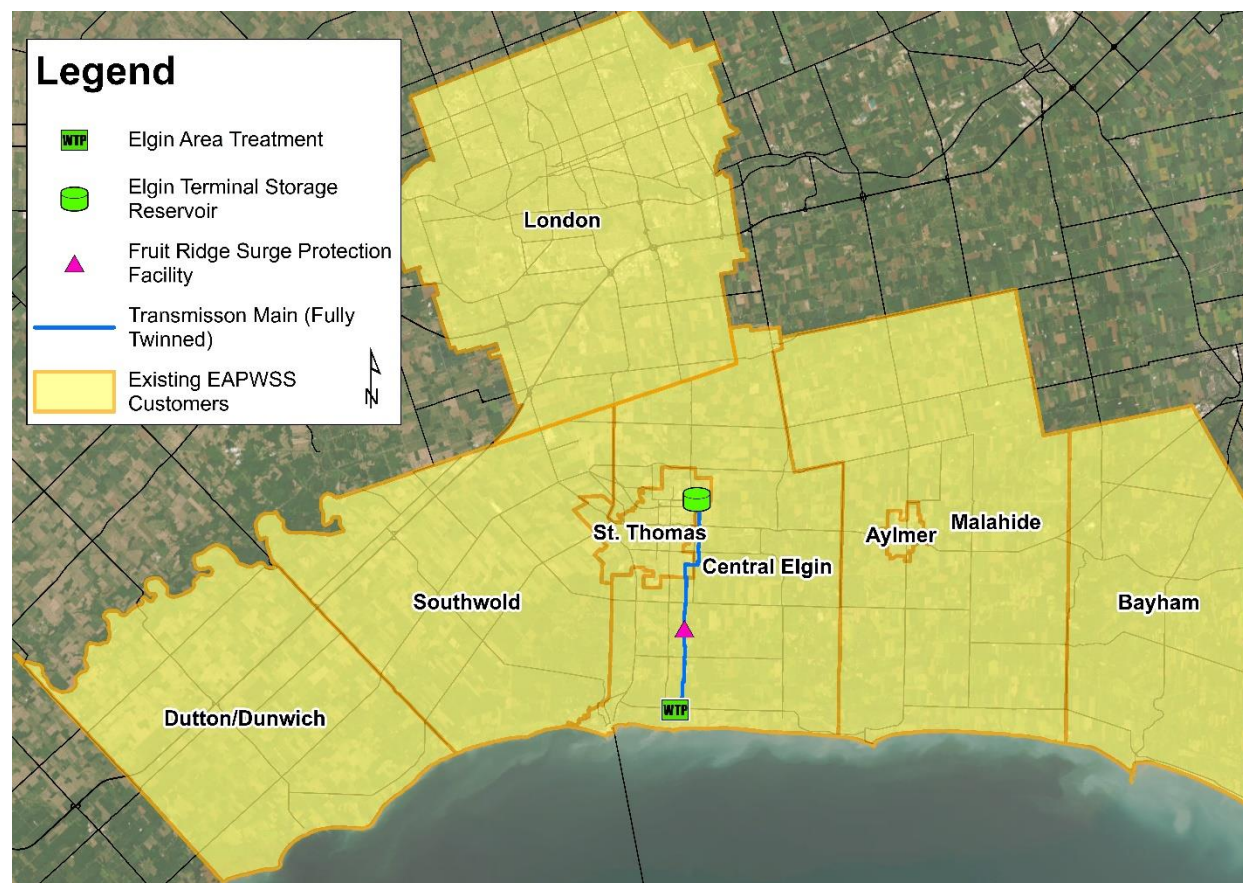 Legend
WTP
Elgin Area Treatment
Elgin Terminal Storage
Reservoir
Fruit Ridge Surge Protection
Facility
Transmisson Main (Fully
Twinned)
Existing EAPWSS
Customers
N
London
St. Thomas
Aylmer
Malahide
Central Elgin
Southwold
Bayham
Dutton/Dunwich
WTP